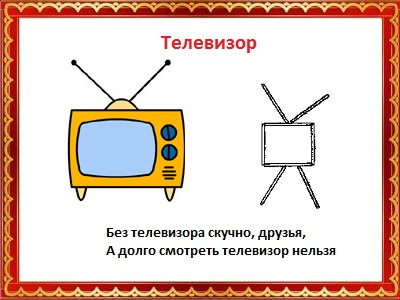 Телевизор
Без телевизора скучно, друзья,
А долго смотреть телевизор нельзя